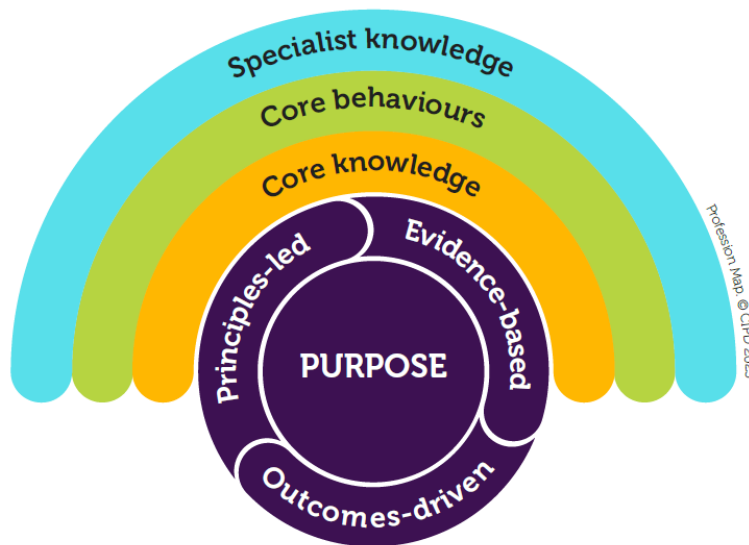 Specialist knowledge
Core behaviours
Core knowledge
Principles-led
Evidence-based
PURPOSE
Outcomes-driven
Profession Map. © CIPD